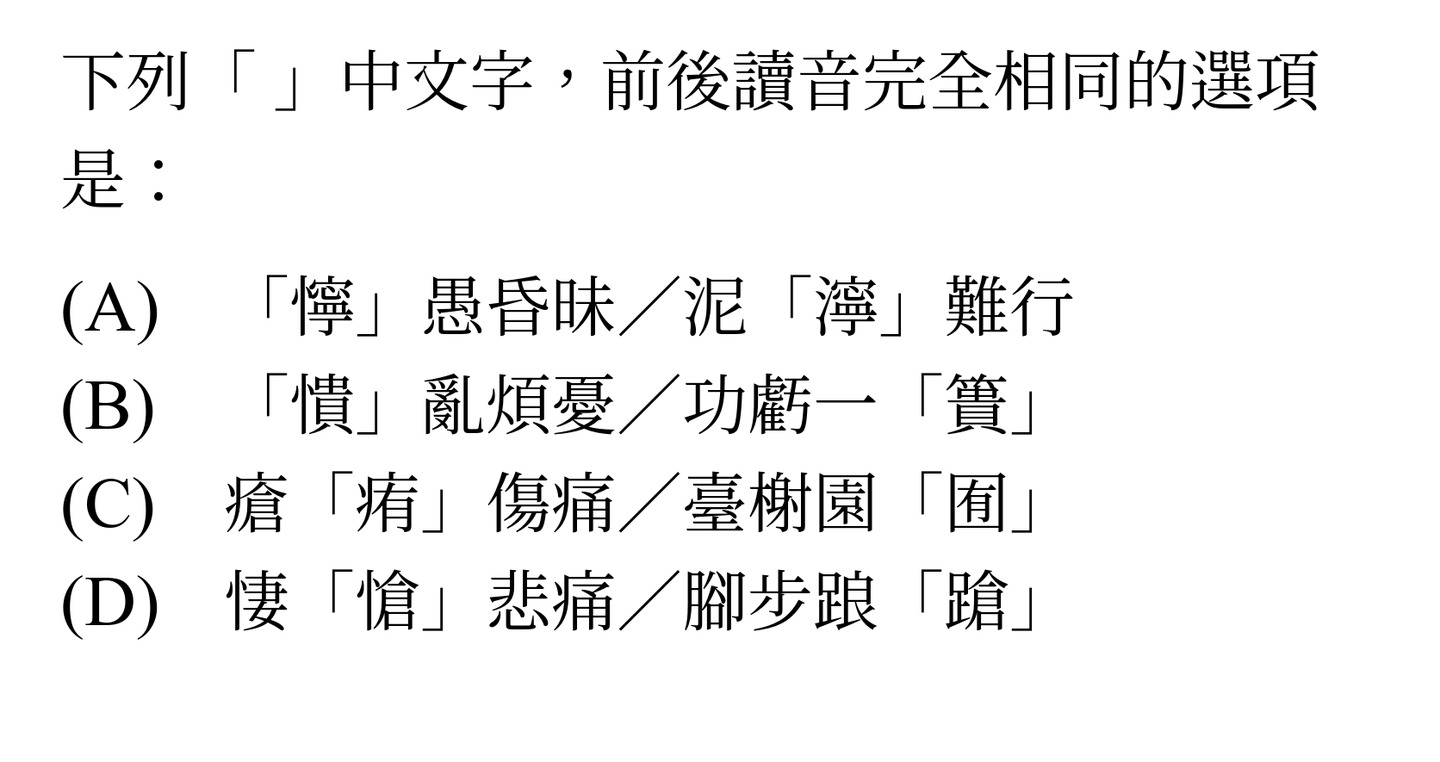 下列「 」中文字，前後讀音完全相同的選項
是：
(A) 「懧」愚昏昧／泥「濘」難行
(B) 「憒」亂煩憂／功虧一「簣」
(C) 瘡「痏」傷痛／臺榭園「囿」
(D) 悽「愴」悲痛／腳步踉「蹌」